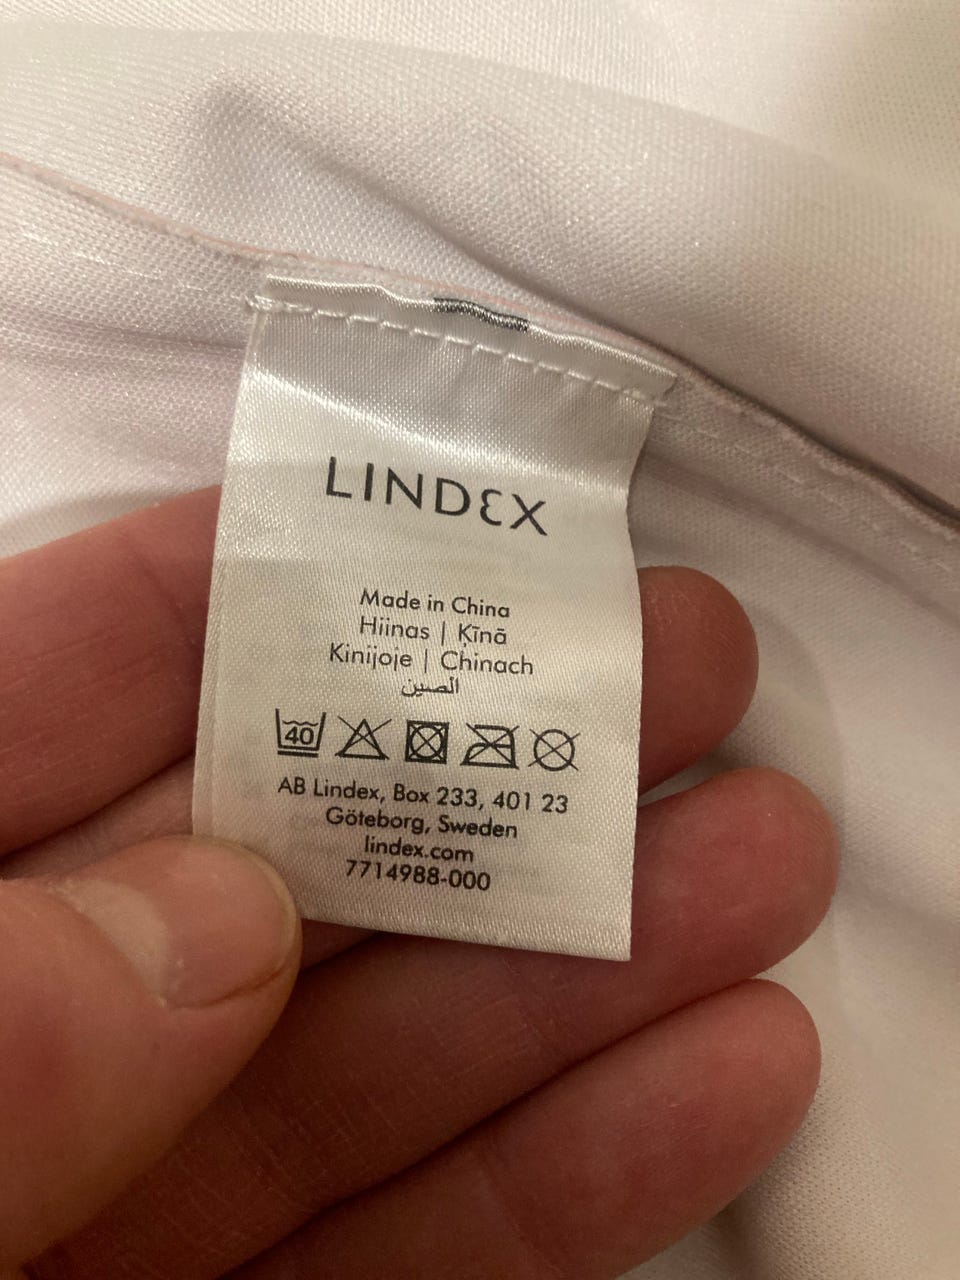 LINDEX
Made in China
Hiinas | Ķīnā
Kinijoje | Chinach
الصين
40
AB Lindex, Box 233, 401 23
Göteborg, Sweden
lindex.com
7714988-000